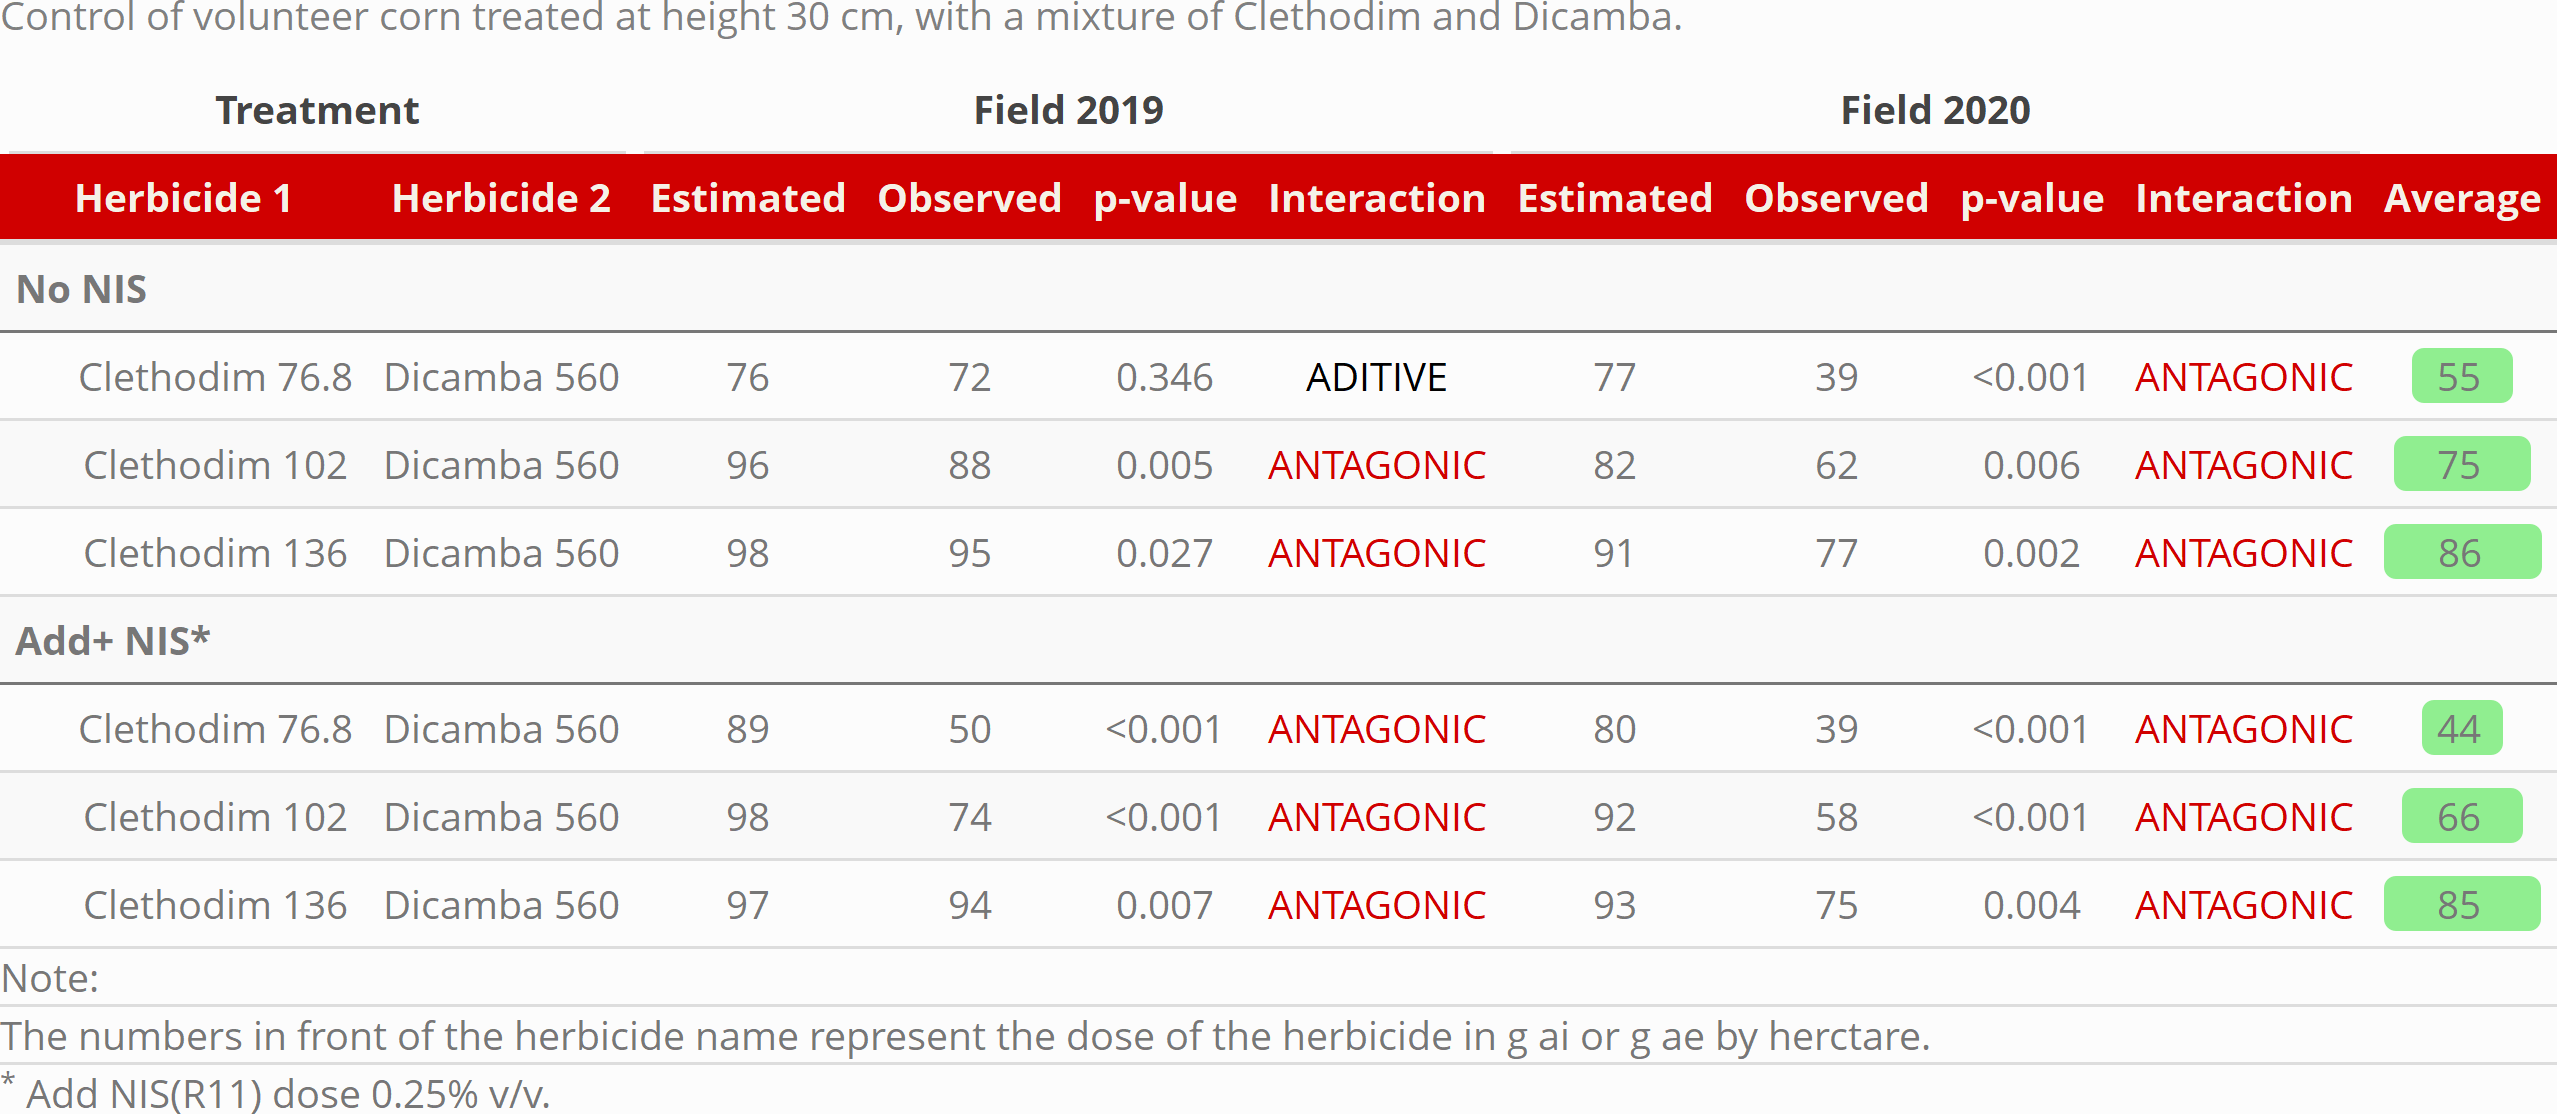 Control of volunteer corn treated at height 30 cm, with a mixture of Clethodim and Dicamba.
Treatment Field 2019 Field 2020
Herbicide 1 Herbicide 2 Estimated Observed p-value Interaction Estimated Observed p-value Interaction Average
No NIS
Clethodim 76.8 Dicamba 560 76 72 0.346 ADITIVE 77 39 <0.001 ANTAGONIC 55
Clethodim 102 Dicamba 560 96 88 0.005 ANTAGONIC 82 62 0.006 ANTAGONIC 75
Clethodim 136 Dicamba 560 98 95 0.027 ANTAGONIC 91 77 0.002 ANTAGONIC 86
Add+ NIS*
Clethodim 76.8 Dicamba 560 89 50 <0.001 ANTAGONIC 80 39 <0.001 ANTAGONIC 44
Clethodim 102 Dicamba 560 98 74 <0.001 ANTAGONIC 92 58 <0.001 ANTAGONIC 66
Clethodim 136 Dicamba 560 97 94 0.007 ANTAGONIC 93 75 0.004 ANTAGONIC 85
Note:
The numbers in front of the herbicide name represent the dose of the herbicide in g ai or g ae by herctare.
* Add NIS(R11) dose 0.25% v/v.